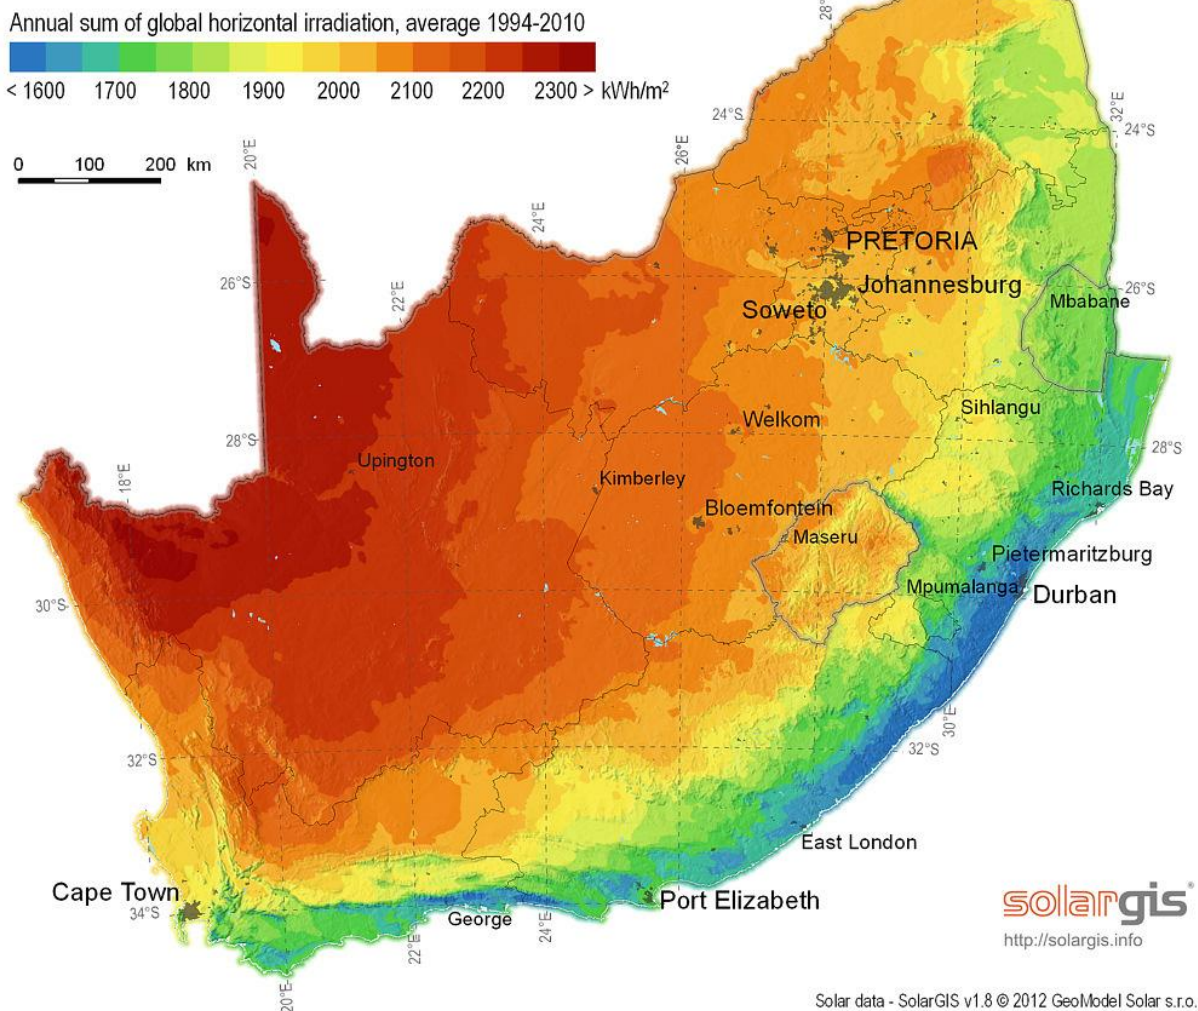 Annual sum of global horizontal irradiation, average 1994-2010
< 1600 1700 1800 1900 2000 2100 2200 2300 > kWh/m²
0 100 200 km
28°
24°S
32°E
24°S
20°E
26°E
24°E
PRETORIA
26°S
22°E
Johannesburg
26°S
Mbabane
Soweto
Sihlangu
Welkom
28°S
28°S
Upington
18°E
Kimberley
Richards Bay
Bloemfontein
Maseru
Pietermaritzburg
Mpumalanga
Durban
30°S
30°E
32°S
32°S
East London
Cape Town
34°S
Port Elizabeth
George
22°E
24°E
20°E
solargis
http://solargis.info
Solar data - SolarGIS v1.8 © 2012 GeoModel Solar s.r.o.